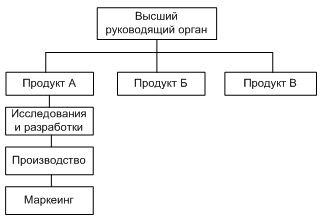 Высший
руководящий орган
Продукт А
Продукт Б
Продукт В
Исследования
и разработки
Производство
Маркеинг